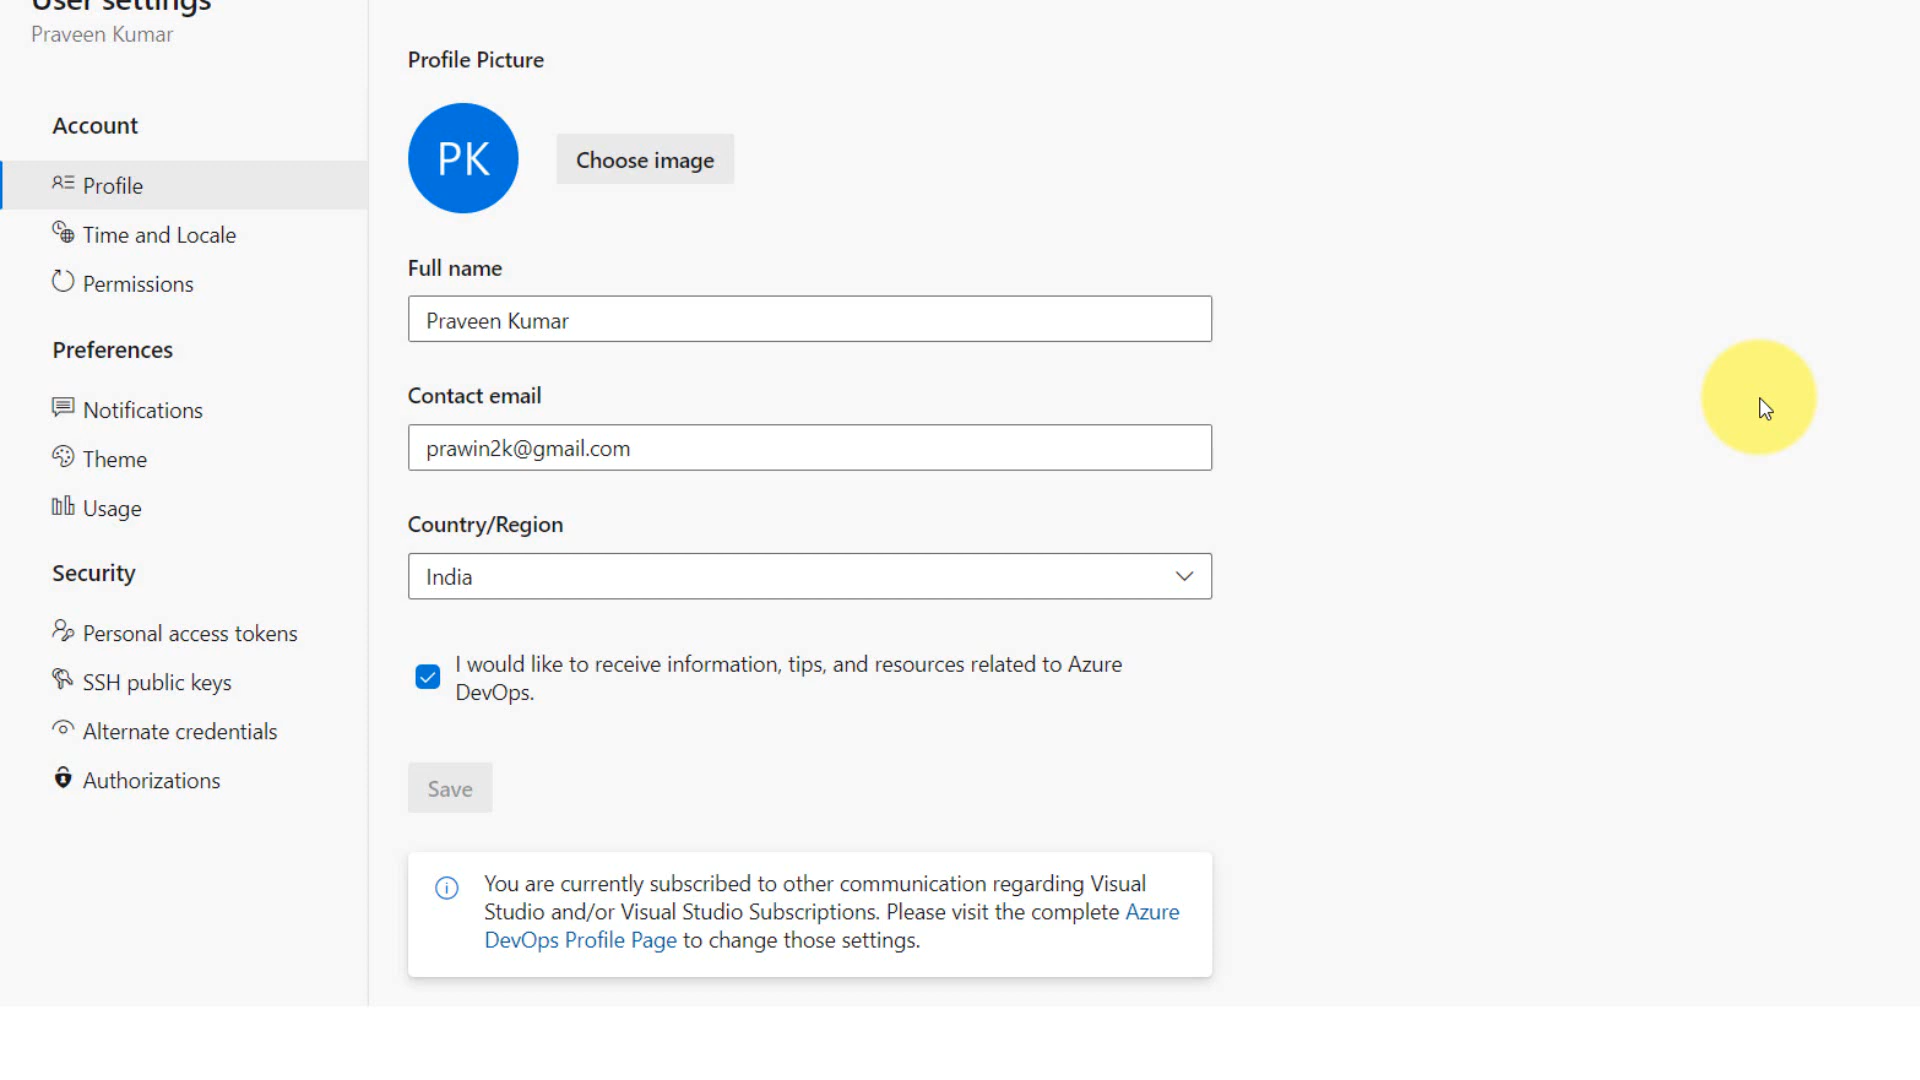 User settings
Praveen Kumar
Account
Profile
Time and Locale
Permissions
Preferences
Notifications
Theme
Usage
Security
Personal access tokens
SSH public keys
Alternate credentials
Authorizations
Profile Picture
PK
Choose image
Full name
Praveen Kumar
Contact email
prawin2k@gmail.com
Country/Region
India
I would like to receive information, tips, and resources related to Azure
DevOps.
Save
You are currently subscribed to other communication regarding Visual
Studio and/or Visual Studio Subscriptions. Please visit the complete Azure
DevOps Profile Page to change those settings.